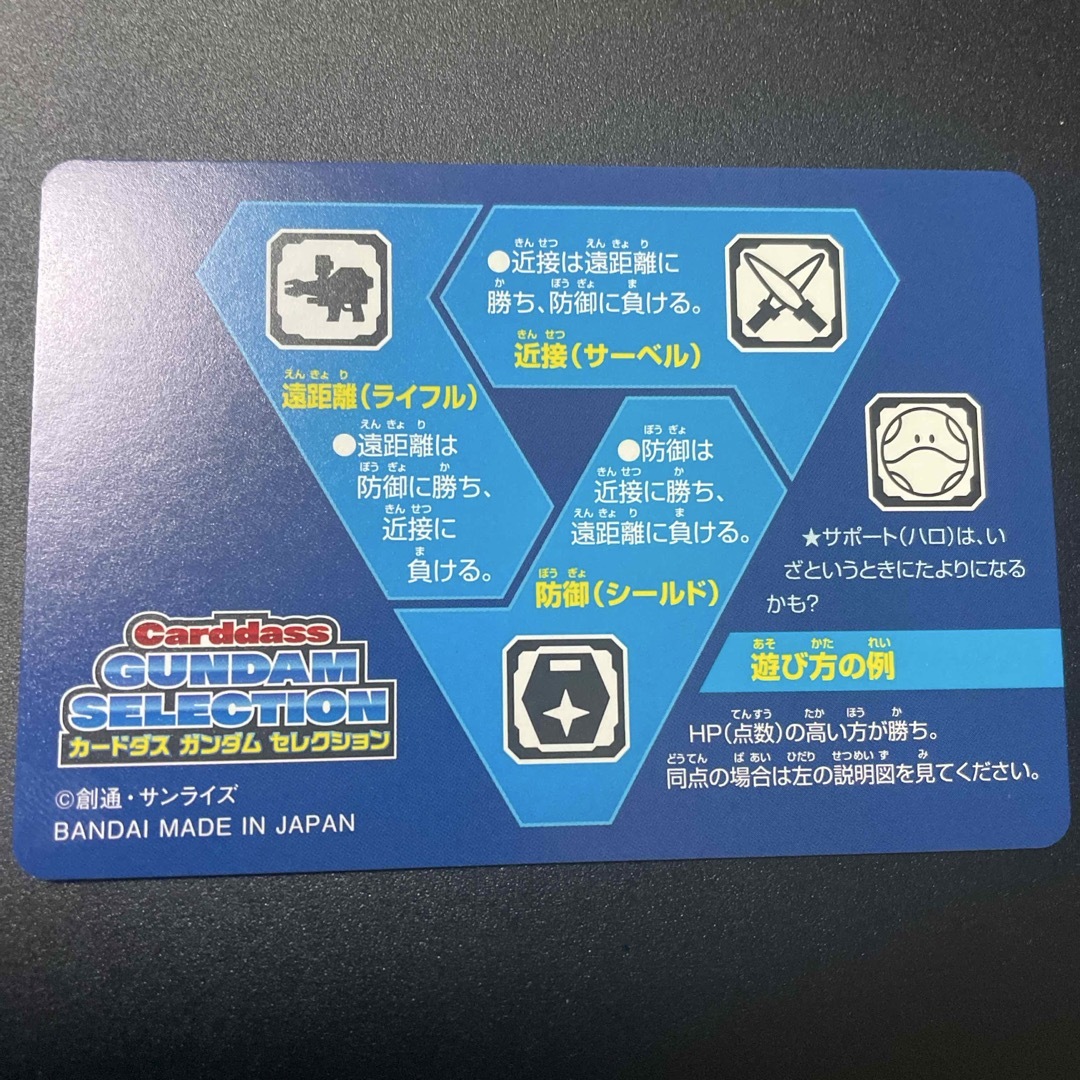 遠距離(ライフル)
●遠距離は
防御に勝ち、
近接に
負ける。
●近接は遠距離に
勝ち、防御に負ける。
近接(サーベル)
●防御は
近接に勝ち、
遠距離に負ける。
防御(シールド)
★サポート(ハロ)は、い
ざというときにたよりになる
かも?
遊び方の例
HP(点数)の高い方が勝ち。
同点の場合は左の説明図を見てください。
Carddass
GUNDAM
SELECTION
カードダス ガンダム セレクション
©創通・サンライズ
BANDAI MADE IN JAPAN